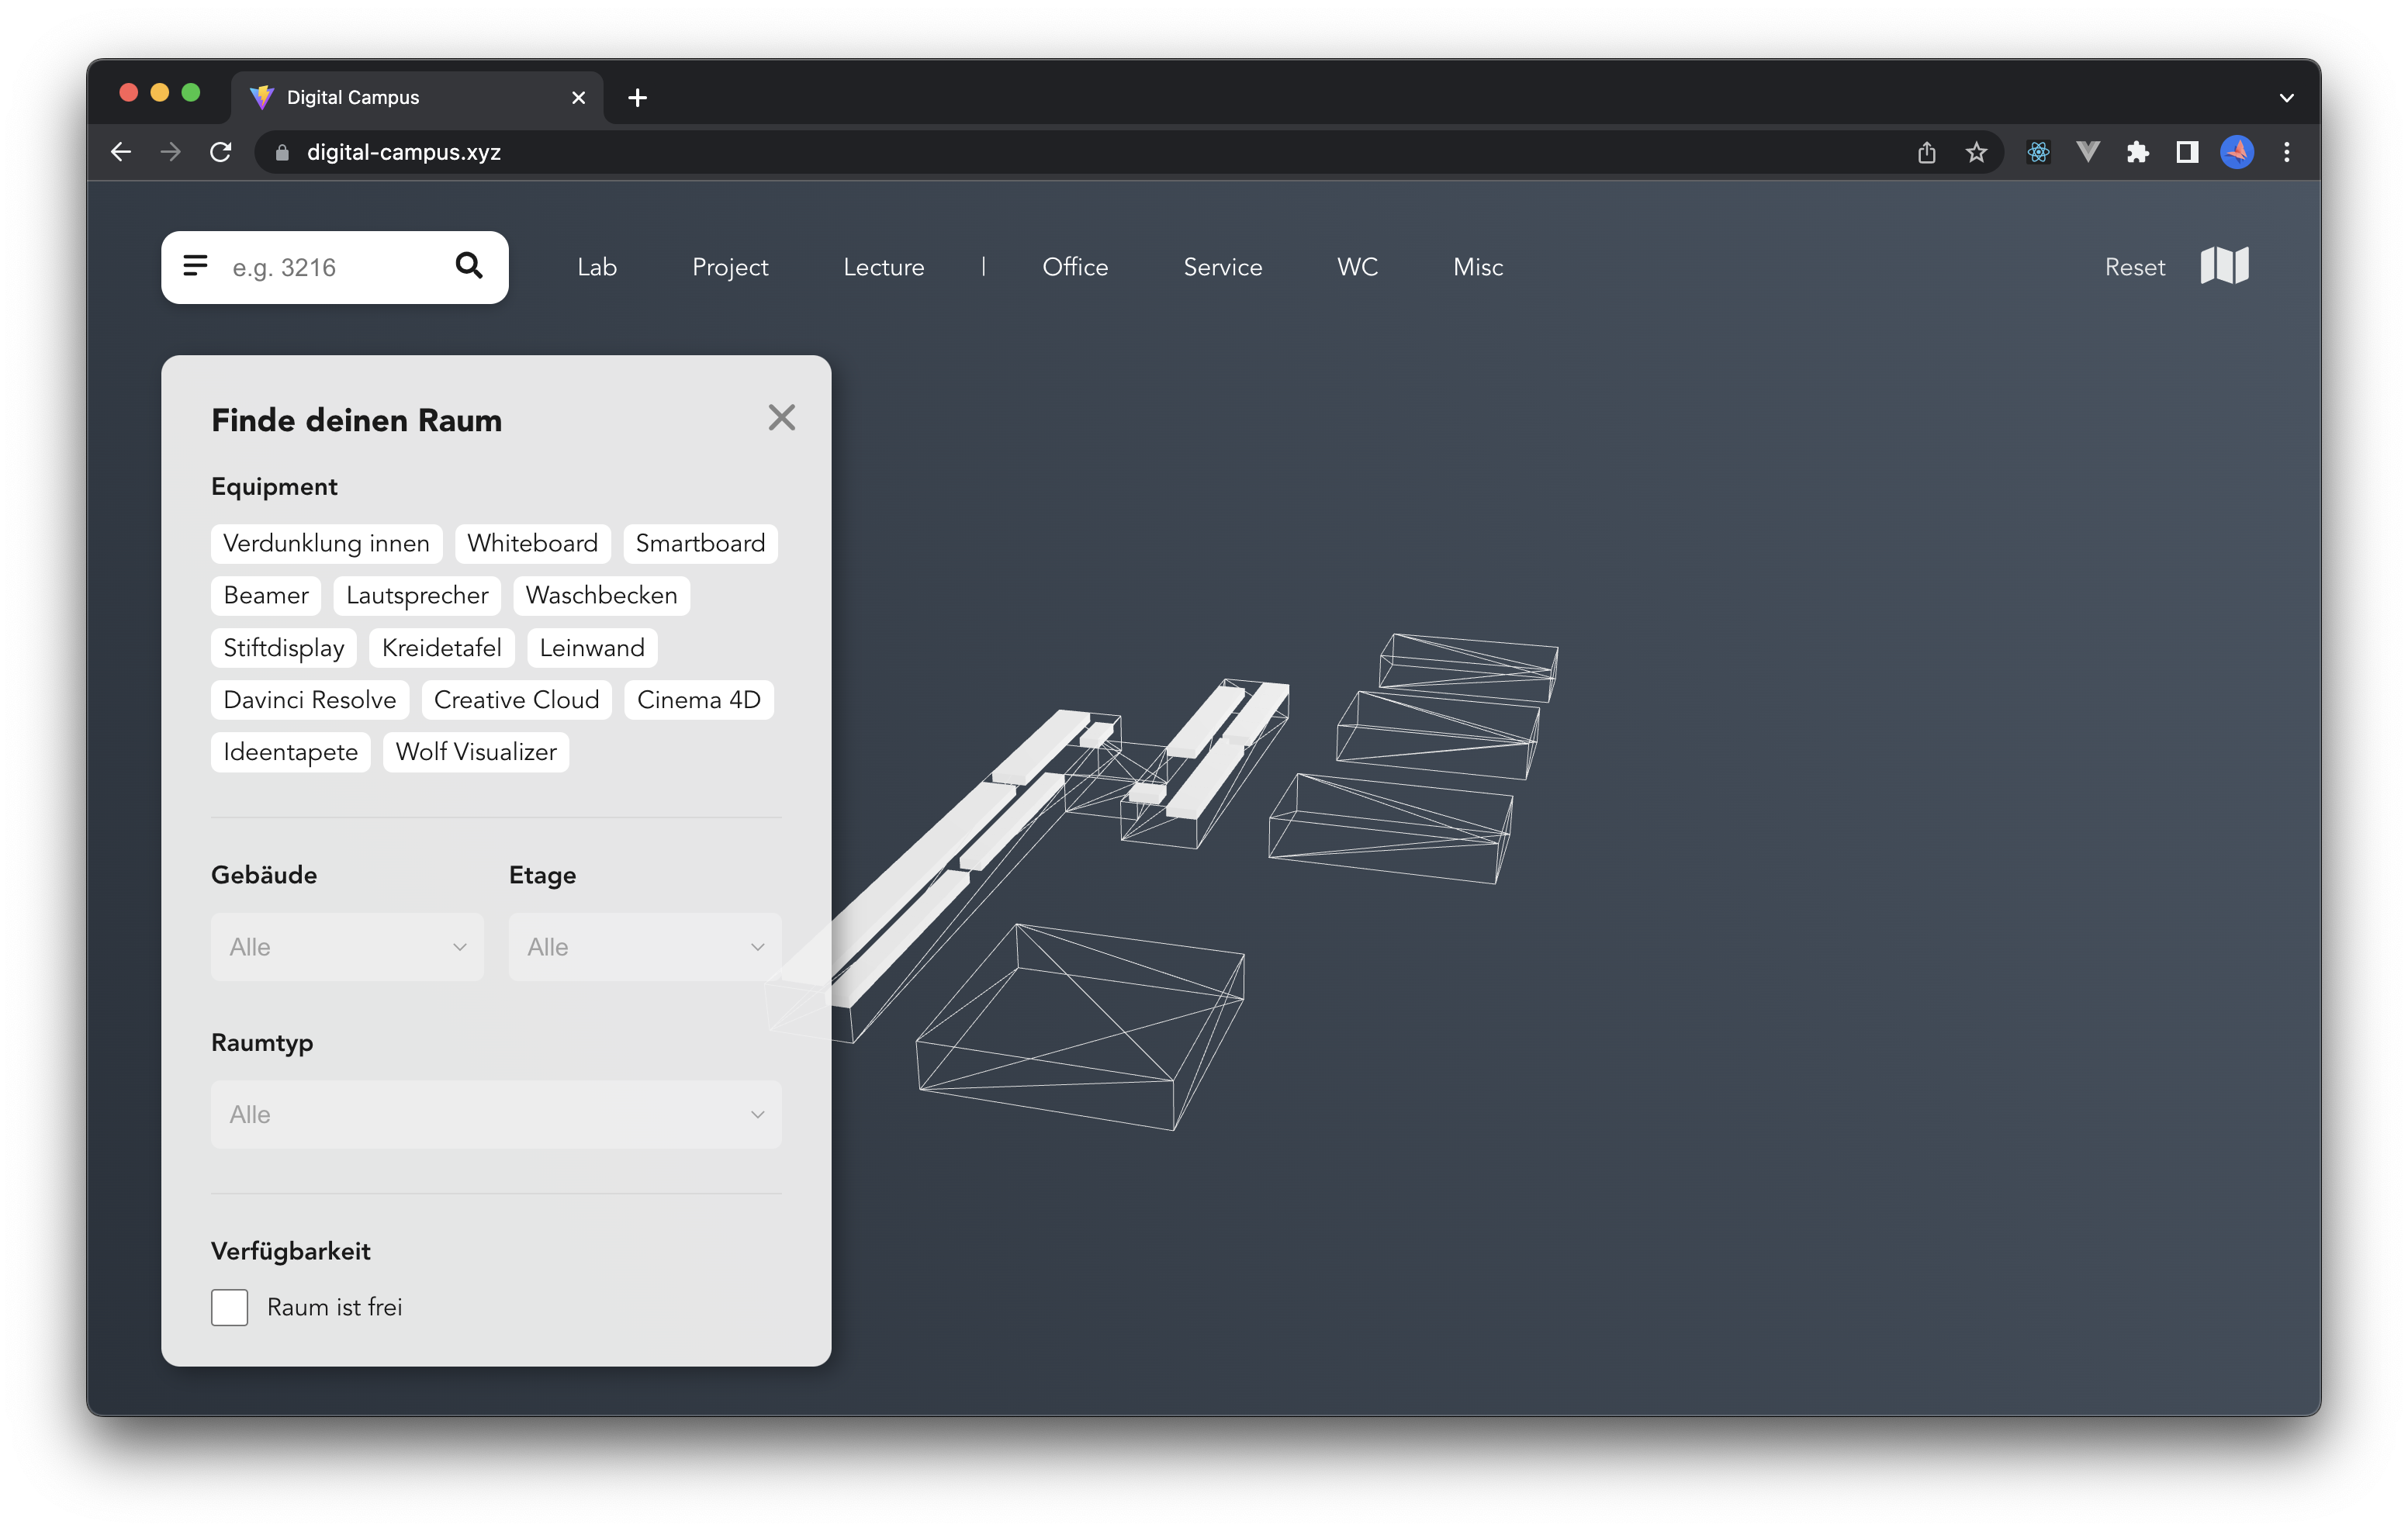 Digital Campus
digital-campus.xyz
e.g. 3216
Lab Project Lecture | Office Service WC Misc
Reset
Finde deinen Raum
Equipment
Verdunklung innen Whiteboard Smartboard
Beamer Lautsprecher Waschbecken
Stiftdisplay Kreidetafel Leinwand
Davinci Resolve Creative Cloud Cinema 4D
Ideentapete Wolf Visualizer
Gebäude Etage
Alle Alle
Raumtyp
Alle
Verfügbarkeit
Raum ist frei